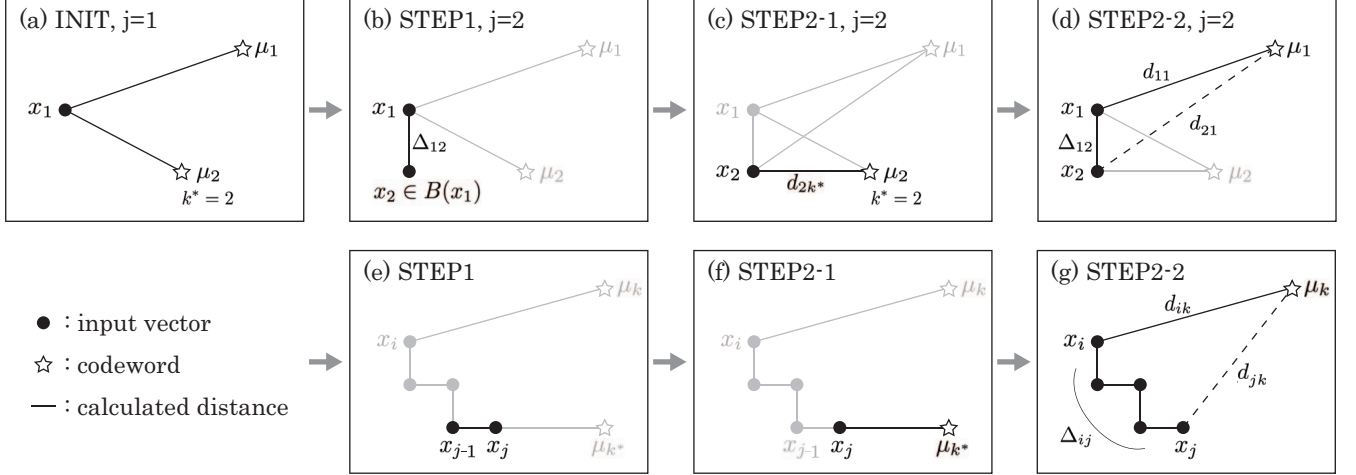 (a) INIT, j=1
x₁
μ₁
μ₂
k* = 2
(b) STEP1, j=2
μ₁
x₁
Δ₁₂
μ₂
x₂ ∈ B(x₁)
(c) STEP2-1, j=2
μ₁
x₁
x₂
d₂ₖ*
μ₂
k* = 2
(d) STEP2-2, j=2
d₁₁
μ₁
x₁
d₂₁
Δ₁₂
x₂
μ₂
: input vector
: codeword
: calculated distance
(e) STEP1
μₖ
xᵢ
xⱼ₋₁ xⱼ
μₖ*
(f) STEP2-1
μₖ
xᵢ
xⱼ₋₁ xⱼ
μₖ*
(g) STEP2-2
μₖ
dᵢₖ
xᵢ
dⱼₖ
Δᵢⱼ
xⱼ